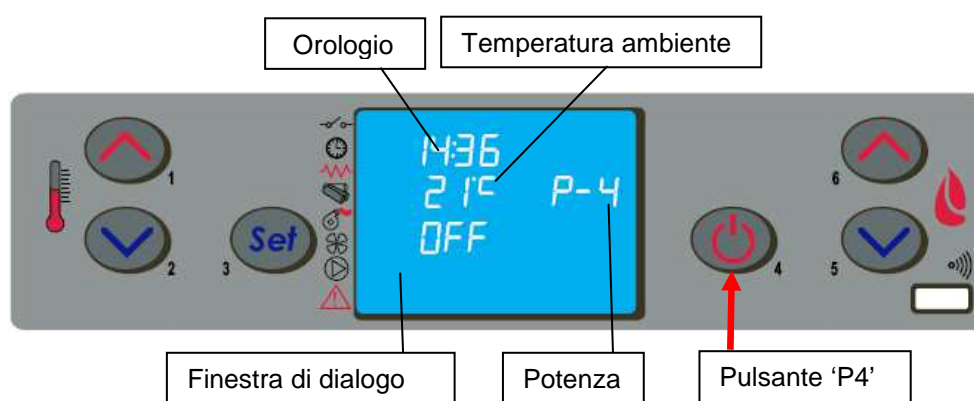 Orologio
Temperatura ambiente
14:36
21°C P-4
OFF
1
2
3
Set
4
5
6
Finestra di dialogo
Potenza
Pulsante ‘P4’